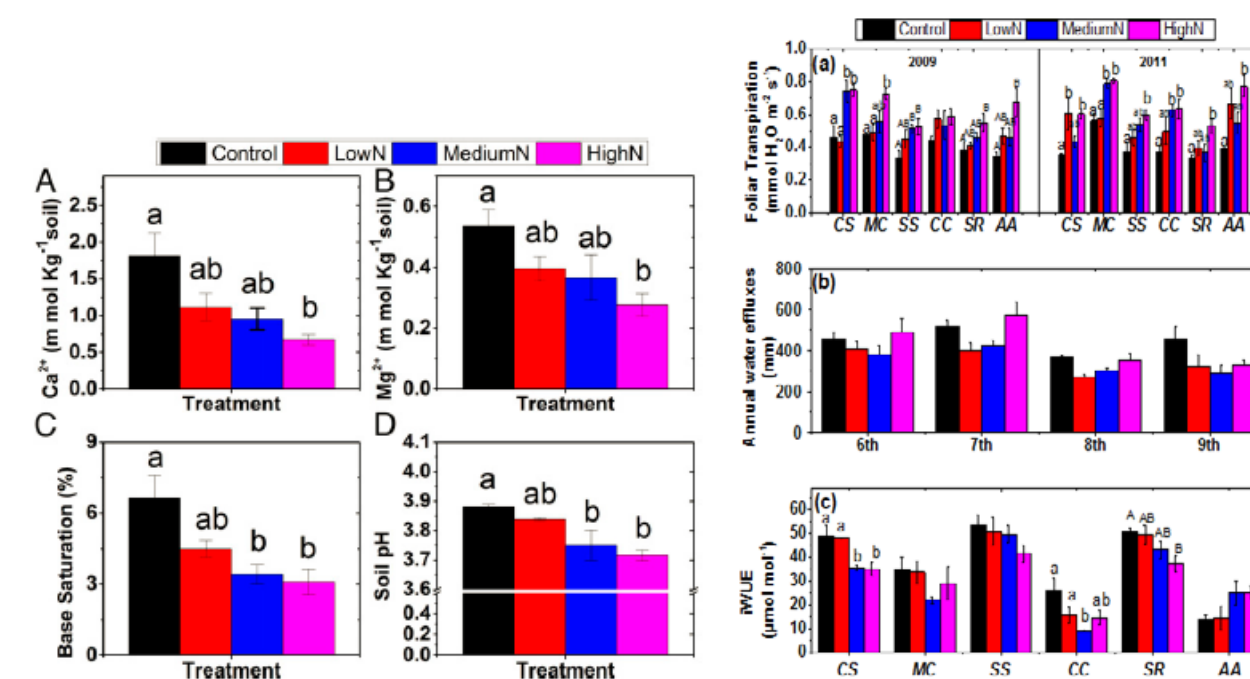 Control LowN MediumN HighN
A
Ca²⁺ (m mol Kg⁻¹soil)
2.5
2.0
1.5
1.0
0.5
0.0
a
ab
ab
b
Treatment
B
Mg²⁺ (m mol Kg⁻¹soil)
0.6
0.4
0.2
0.0
a
ab
ab
b
Treatment
C
Base Saturation (%)
9
6
3
0
a
ab
b
b
Treatment
D
Soil pH
4.1
4.0
3.9
3.8
3.7
3.6
0.4
0.2
0.0
a
ab
b
b
Treatment
Control LowN MediumN HighN
(a)
2009
2011
Foliar Transpiration
(mmol H₂O m⁻² s⁻¹)
1.0
0.8
0.6
0.4
0.2
0.0
CS MC SS CC SR AA CS MC SS CC SR AA
(b)
Annual water effluxes
(mm)
800
600
400
200
0
6th 7th 8th 9th
(c)
iWUE
(µmol mol⁻¹)
60
50
40
30
20
10
0
a a b b
a a b ab
A AB AB B
CS MC SS CC SR AA